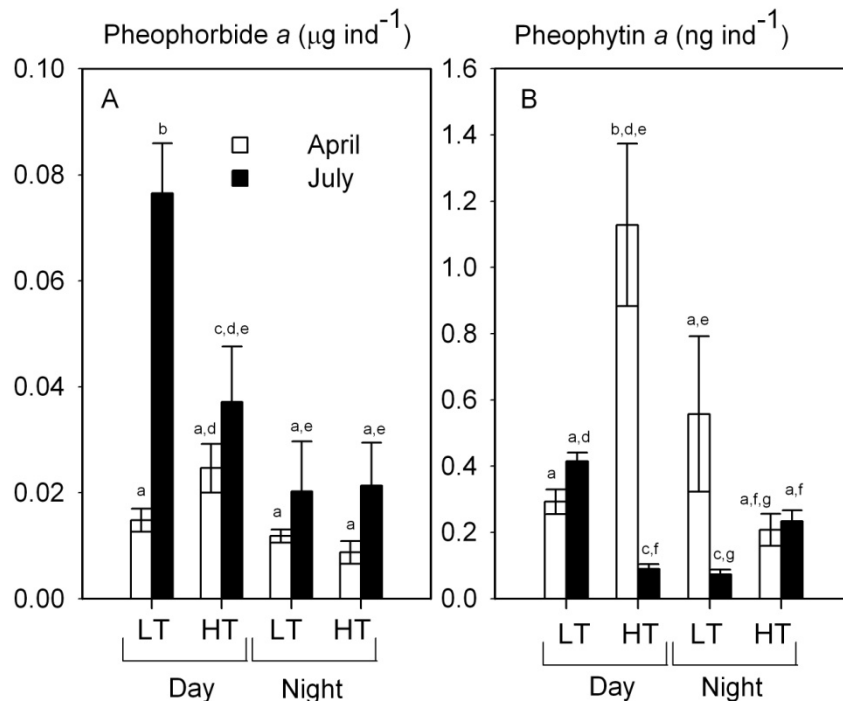 Pheophorbide a (μg ind⁻¹)
Pheophytin a (ng ind⁻¹)
A
April
July
0.10
0.08
0.06
0.04
0.02
0.00
b
c,d,e
a,d
a
a,e
a
a,e
a
LT
HT
LT
HT
Day
Night
B
1.6
1.4
1.2
1.0
0.8
0.6
0.4
0.2
0.0
b,d,e
a,e
a,d
a
a,f,g
a,f
c,f
c,g
LT
HT
LT
HT
Day
Night